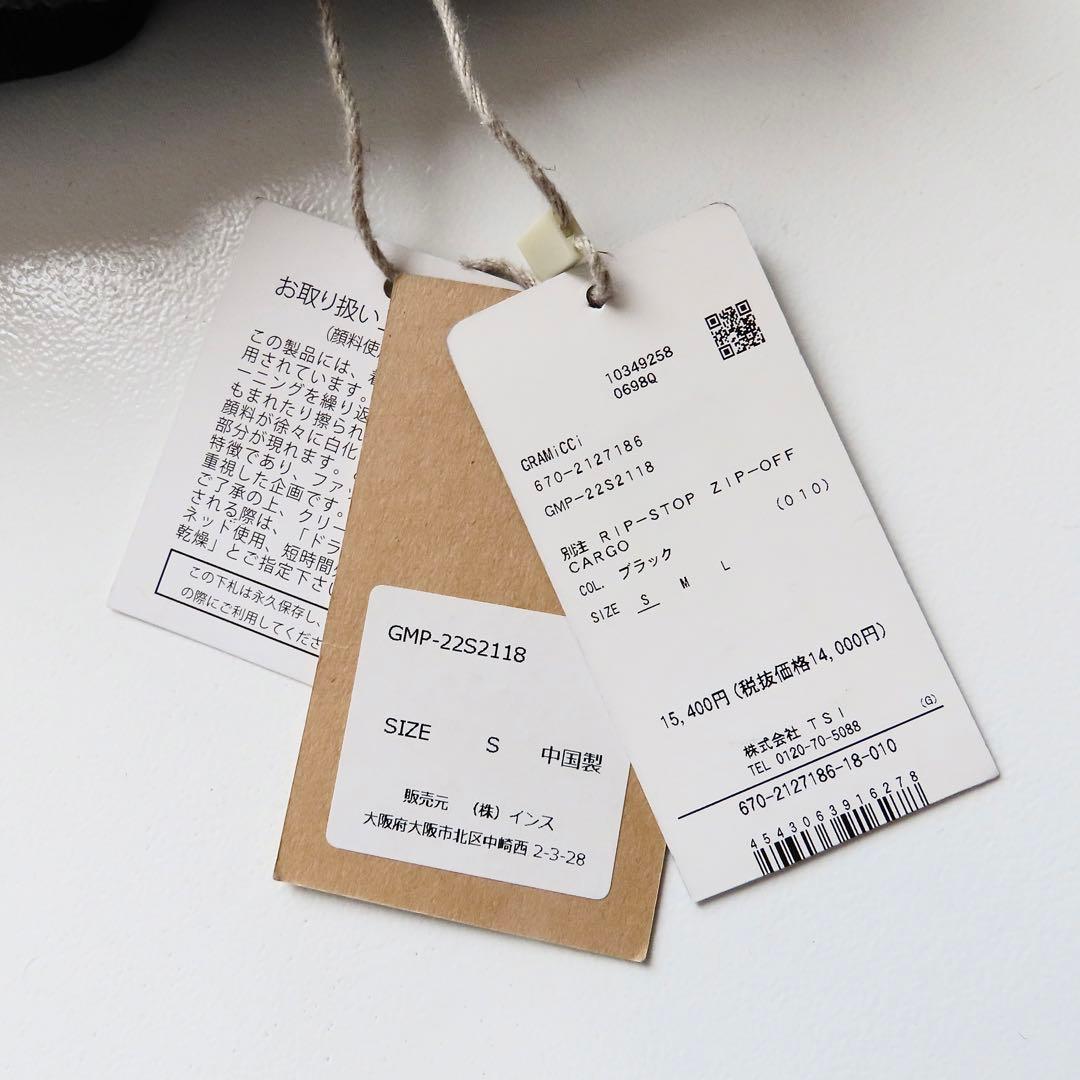 お取り扱い
(顔料使
この製品には、
用されています。
ーニングを繰り返
もまれたり擦られ
顔料が徐々に白化
部分が現れます。
特徴であり、ファッ
重視した企画です。
ご了承の上、クリー
される際は、「ドラ
ネット使用、短時間
乾燥」とご指定下さい
この下札は永久保存し、
の際にご利用してくださ
GMP-22S2118
SIZE S 中国製
販売元 (株)インス
大阪府大阪市北区中崎西 2-3-28
10349258
0698Q
GRAMiCCi
670-2127186
GMP-22S2118
(010)
別注 RIP-STOP ZIP-OFF
CARGO
COL. ブラック
SIZE S M L
15,400円(税抜価格14,000円)
株式会社 TSI
(G)
TEL 0120-70-5088
670-2127186-18-010
4543063916278